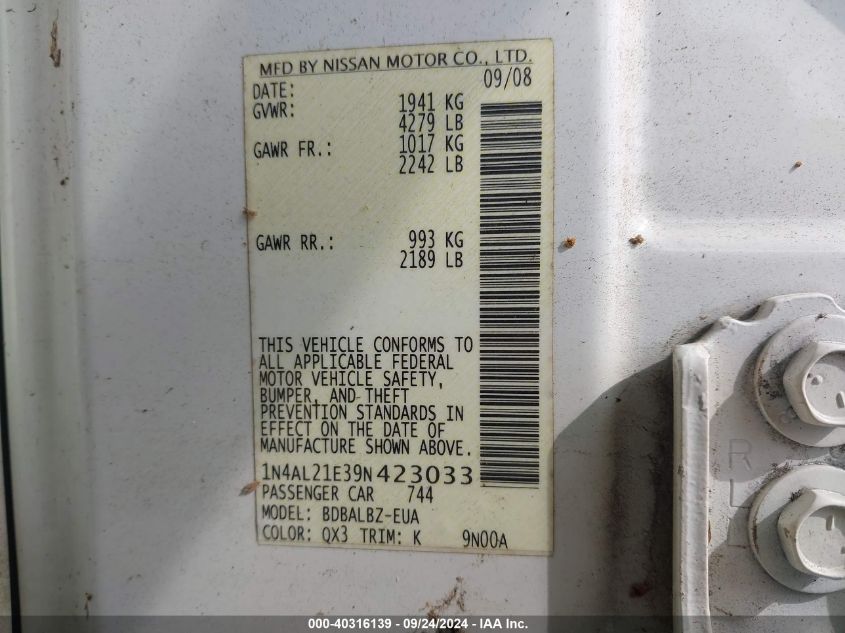 MFD BY NISSAN MOTOR CO., LTD.
DATE: 09/08
GVWR: 1941 KG
4279 LB
GAWR FR.: 1017 KG
2242 LB
GAWR RR.: 993 KG
2189 LB
THIS VEHICLE CONFORMS TO
ALL APPLICABLE FEDERAL
MOTOR VEHICLE SAFETY,
BUMPER, AND THEFT
PREVENTION STANDARDS IN
EFFECT ON THE DATE OF
MANUFACTURE SHOWN ABOVE.
1N4AL21E39N423033
PASSENGER CAR 744
MODEL: BDBALBZ-EUA
COLOR: QX3 TRIM: K 9N00A
R
L
000-40316139 - 09/24/2024 - IAA Inc.